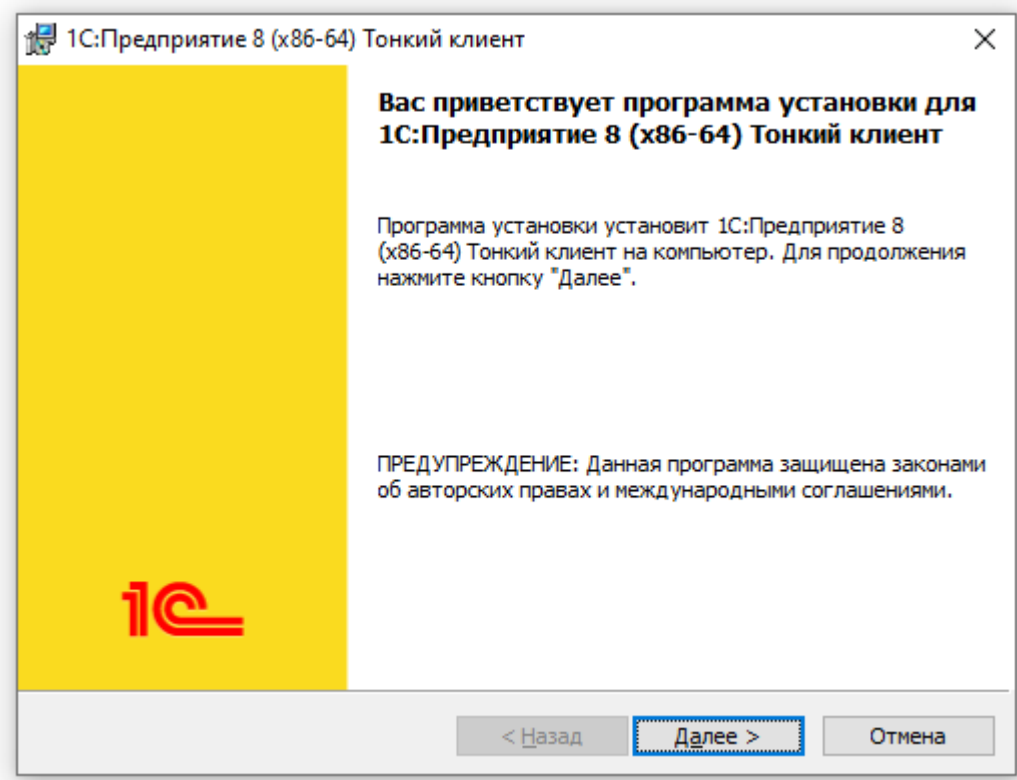 1С:Предприятие 8 (x86-64) Тонкий клиент
Вас приветствует программа установки для
1С:Предприятие 8 (x86-64) Тонкий клиент
Программа установки установит 1С:Предприятие 8
(x86-64) Тонкий клиент на компьютер. Для продолжения
нажмите кнопку "Далее".
ПРЕДУПРЕЖДЕНИЕ: Данная программа защищена законами
об авторских правах и международными соглашениями.
1С
< Назад
Далее >
Отмена